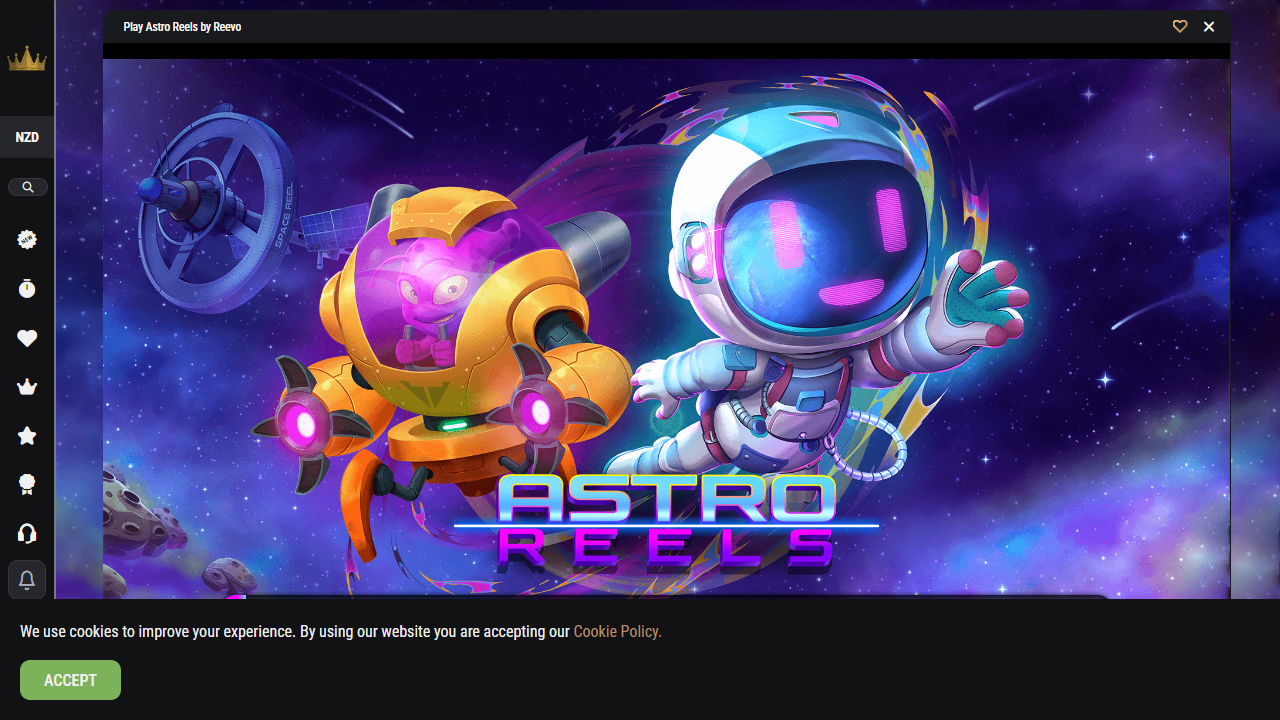 Play Astro Reels by Reevo
NZD
NEW
SPACE REEL
ASTRO
REELS
We use cookies to improve your experience. By using our website you are accepting our Cookie Policy.
ACCEPT